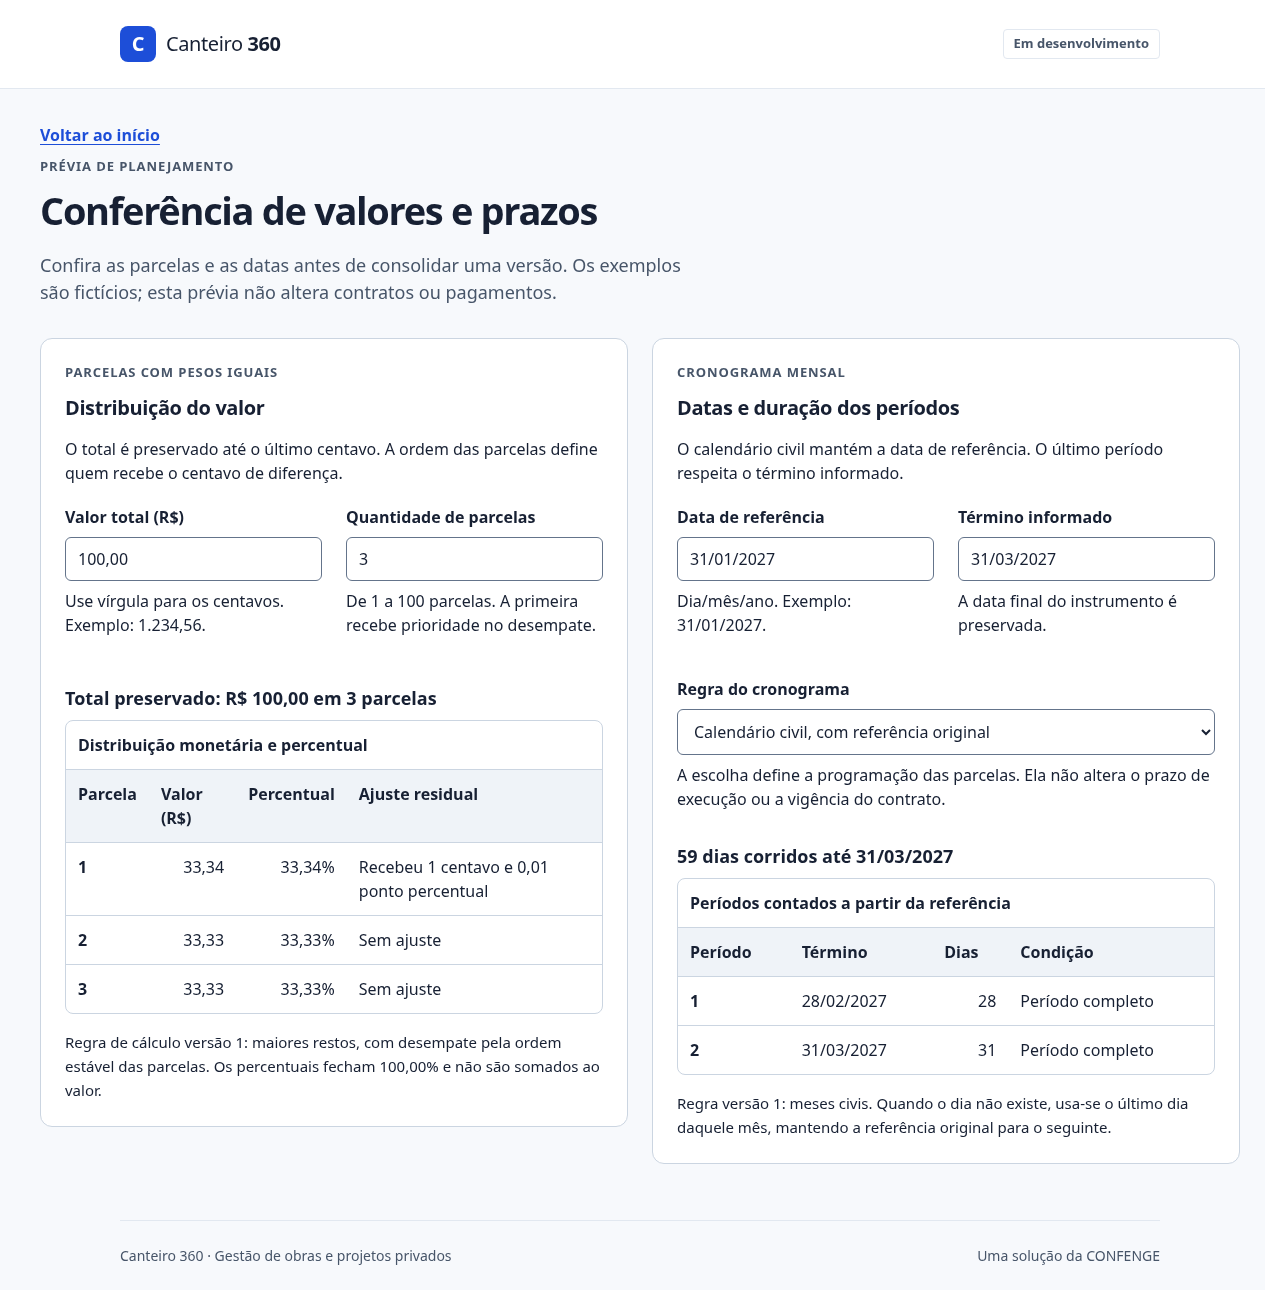 C Canteiro 360
Em desenvolvimento
Voltar ao início
PRÉVIA DE PLANEJAMENTO
Conferência de valores e prazos
Confira as parcelas e as datas antes de consolidar uma versão. Os exemplos
são fictícios; esta prévia não altera contratos ou pagamentos.
PARCELAS COM PESOS IGUAIS
Distribuição do valor
O total é preservado até o último centavo. A ordem das parcelas define
quem recebe o centavo de diferença.
Valor total (R$) Quantidade de parcelas
100,00 3
Use vírgula para os centavos. De 1 a 100 parcelas. A primeira
Exemplo: 1.234,56. recebe prioridade no desempate.
Total preservado: R$ 100,00 em 3 parcelas
Distribuição monetária e percentual
Parcela Valor Percentual Ajuste residual
(R$)
1 33,34 33,34% Recebeu 1 centavo e 0,01
ponto percentual
2 33,33 33,33% Sem ajuste
3 33,33 33,33% Sem ajuste
Regra de cálculo versão 1: maiores restos, com desempate pela ordem
estável das parcelas. Os percentuais fecham 100,00% e não são somados ao
valor.
CRONOGRAMA MENSAL
Datas e duração dos períodos
O calendário civil mantém a data de referência. O último período
respeita o término informado.
Data de referência Término informado
31/01/2027 31/03/2027
Dia/mês/ano. Exemplo: A data final do instrumento é
31/01/2027. preservada.
Regra do cronograma
Calendário civil, com referência original
A escolha define a programação das parcelas. Ela não altera o prazo de
execução ou a vigência do contrato.
59 dias corridos até 31/03/2027
Períodos contados a partir da referência
Período Término Dias Condição
1 28/02/2027 28 Período completo
2 31/03/2027 31 Período completo
Regra versão 1: meses civis. Quando o dia não existe, usa-se o último dia
daquele mês, mantendo a referência original para o seguinte.
Canteiro 360 · Gestão de obras e projetos privados
Uma solução da CONFENGE